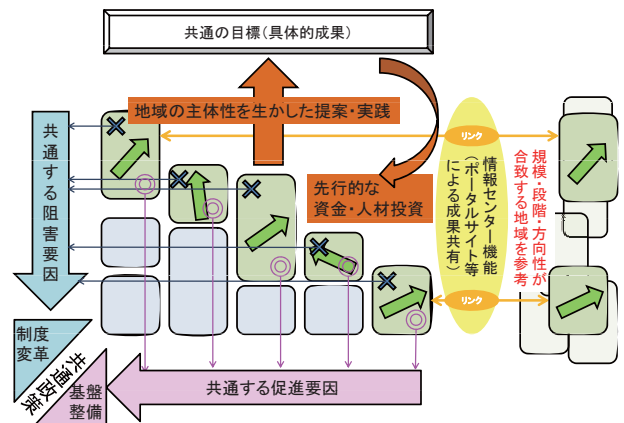 共通の目標(具体的成果)
地域の主体性を生かした提案・実践
先行的な
資金・人材投資
共通する阻害要因
リンク
リンク
情報センター機能
(ポータルサイト等
による成果共有)
規模・段階・方向性が
合致する地域を参考
制度
変革
共通政策
基盤
整備
共通する促進要因